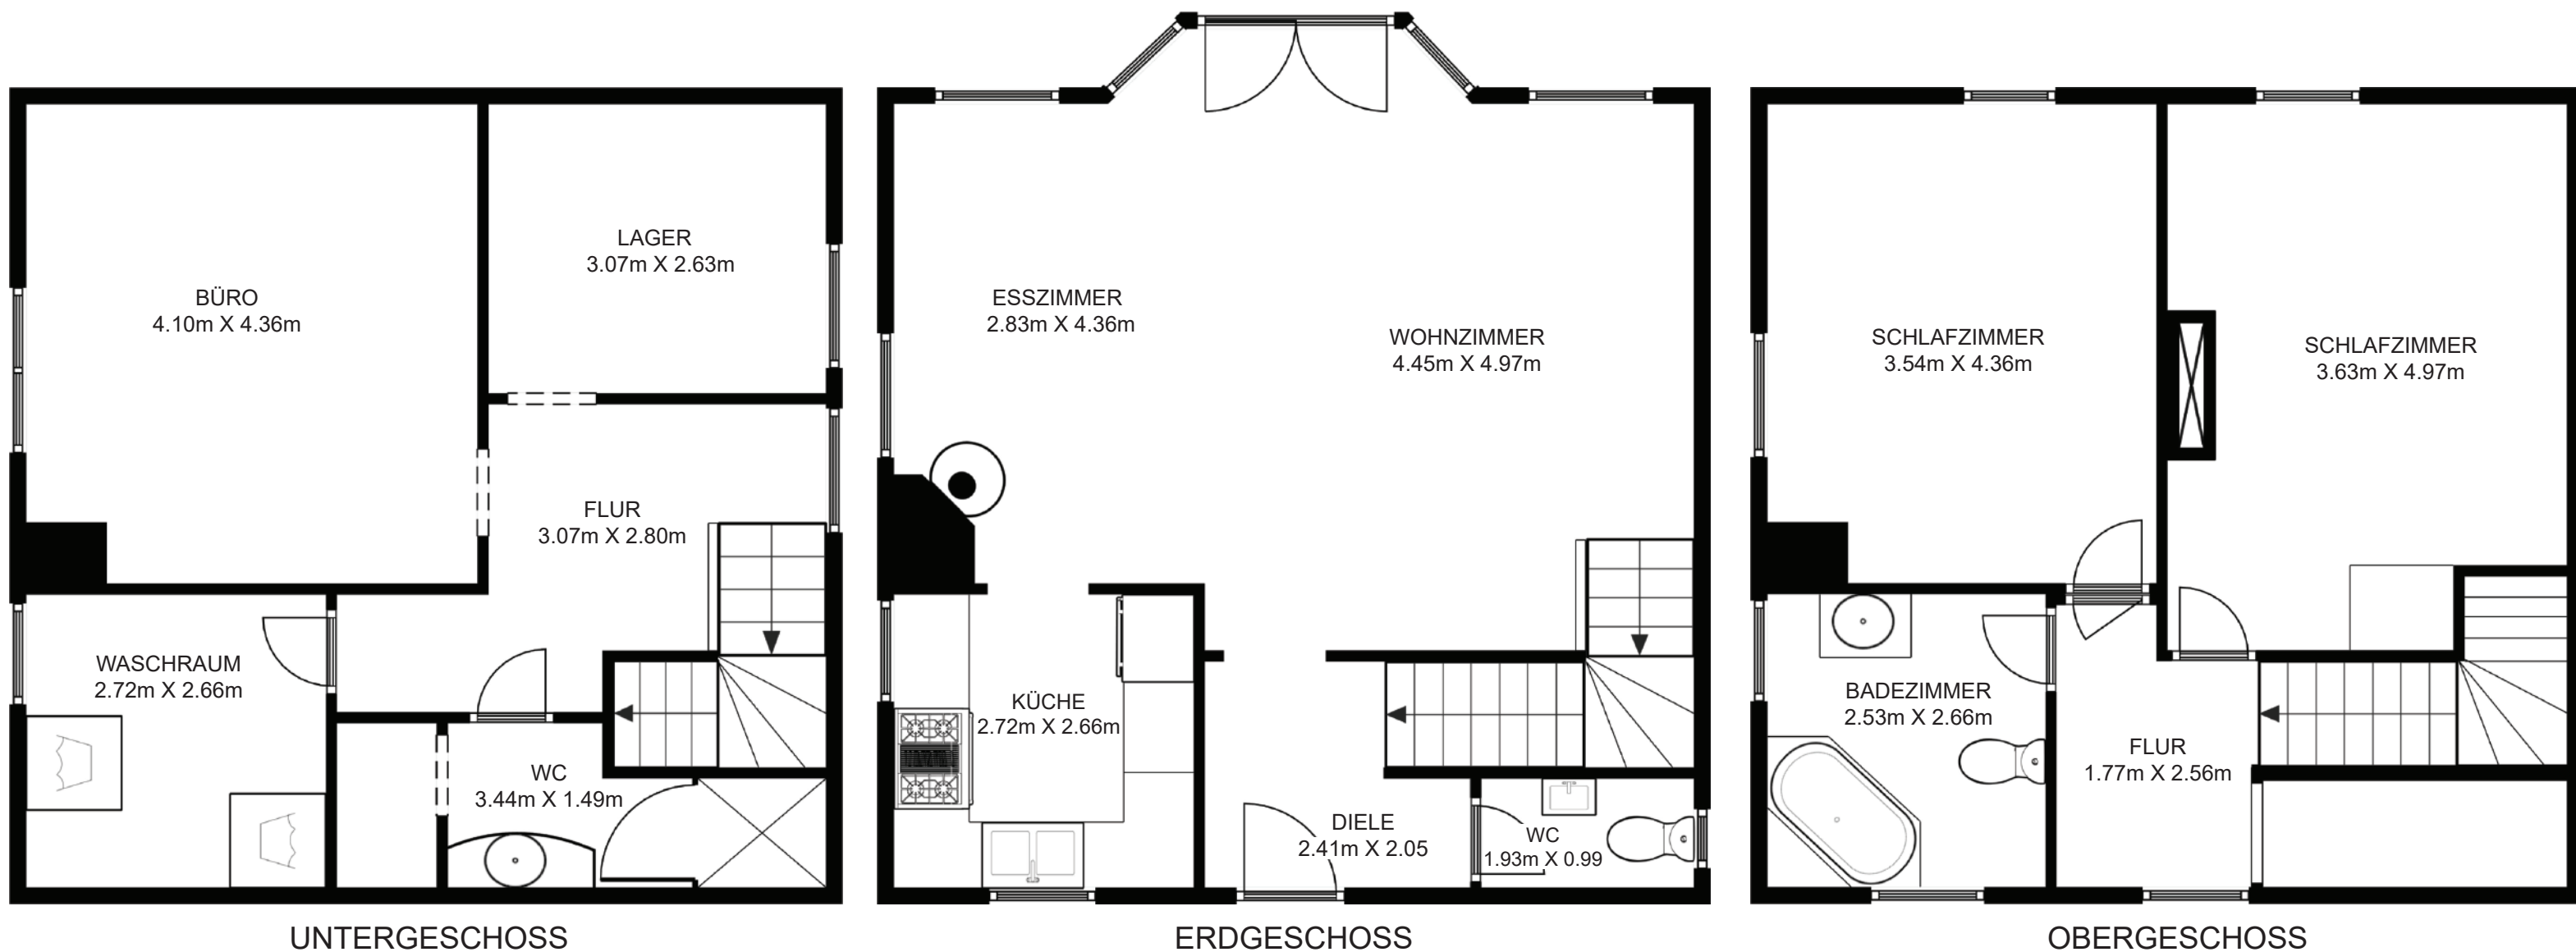 LAGER
3.07m X 2.63m
BÜRO
4.10m X 4.36m
FLUR
3.07m X 2.80m
WASCHRAUM
2.72m X 2.66m
WC
3.44m X 1.49m
UNTERGESCHOSS
ESSZIMMER
2.83m X 4.36m
WOHNZIMMER
4.45m X 4.97m
KÜCHE
2.72m X 2.66m
DIELE
2.41m X 2.05
WC
1.93m X 0.99
ERDGESCHOSS
SCHLAFZIMMER
3.54m X 4.36m
SCHLAFZIMMER
3.63m X 4.97m
BADEZIMMER
2.53m X 2.66m
FLUR
1.77m X 2.56m
OBERGESCHOSS